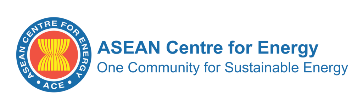 ASEAN CENTRE FOR ENERGY
• ACE •
ASEAN Centre for Energy
One Community for Sustainable Energy